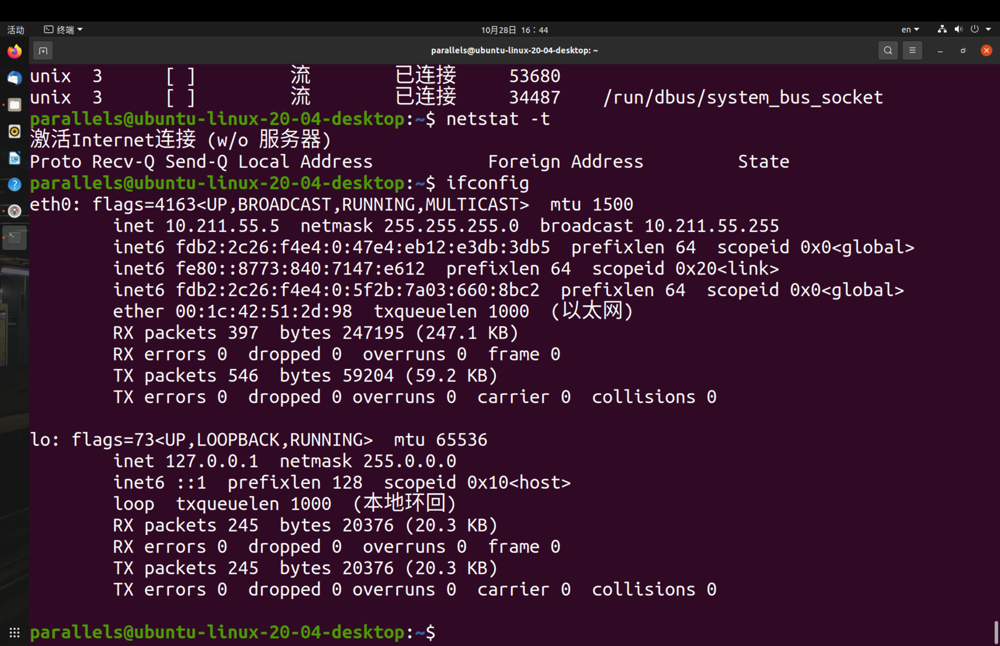 活动 终端 10月28日 16：44 en
parallels@ubuntu-linux-20-04-desktop: ~
unix  3      [ ]         流        已连接     53680
unix  3      [ ]         流        已连接     34487    /run/dbus/system_bus_socket
parallels@ubuntu-linux-20-04-desktop:~$ netstat -t
激活Internet连接 (w/o 服务器)
Proto Recv-Q Send-Q Local Address           Foreign Address         State
parallels@ubuntu-linux-20-04-desktop:~$ ifconfig
eth0: flags=4163<UP,BROADCAST,RUNNING,MULTICAST>  mtu 1500
        inet 10.211.55.5  netmask 255.255.255.0  broadcast 10.211.55.255
        inet6 fdb2:2c26:f4e4:0:47e4:eb12:e3db:3db5  prefixlen 64  scopeid 0x0<global>
        inet6 fe80::8773:840:7147:e612  prefixlen 64  scopeid 0x20<link>
        inet6 fdb2:2c26:f4e4:0:5f2b:7a03:660:8bc2  prefixlen 64  scopeid 0x0<global>
        ether 00:1c:42:51:2d:98  txqueuelen 1000  (以太网)
        RX packets 397  bytes 247195 (247.1 KB)
        RX errors 0  dropped 0  overruns 0  frame 0
        TX packets 546  bytes 59204 (59.2 KB)
        TX errors 0  dropped 0 overruns 0  carrier 0  collisions 0
lo: flags=73<UP,LOOPBACK,RUNNING>  mtu 65536
        inet 127.0.0.1  netmask 255.0.0.0
        inet6 ::1  prefixlen 128  scopeid 0x10<host>
        loop  txqueuelen 1000  (本地环回)
        RX packets 245  bytes 20376 (20.3 KB)
        RX errors 0  dropped 0  overruns 0  frame 0
        TX packets 245  bytes 20376 (20.3 KB)
        TX errors 0  dropped 0 overruns 0  carrier 0  collisions 0
parallels@ubuntu-linux-20-04-desktop:~$